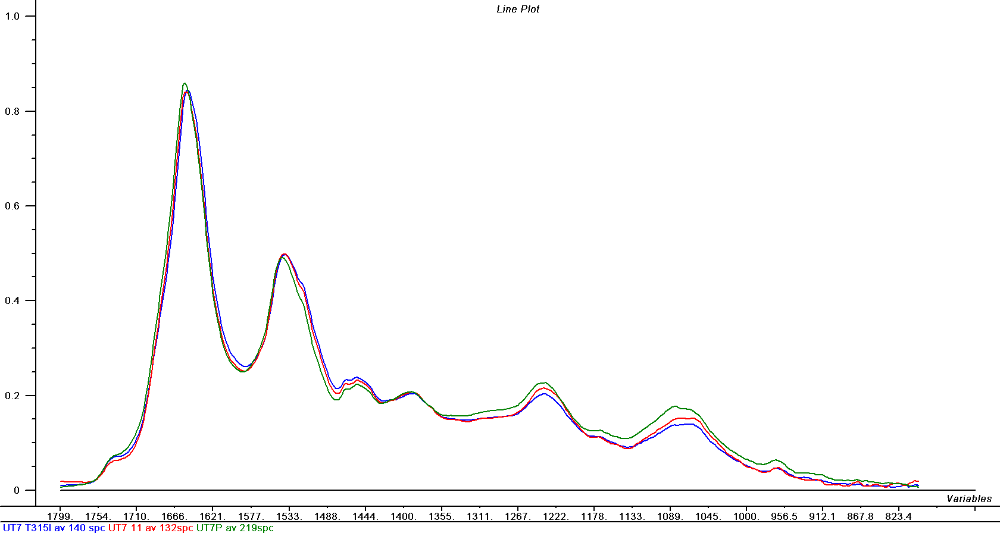 Line Plot
1.0
0.8
0.6
0.4
0.2
0
Variables
1799. 1754. 1710. 1666. 1621. 1577. 1533. 1488. 1444. 1400. 1355. 1311. 1267. 1222. 1178. 1133. 1089. 1045. 1000. 956.5 912.1 867.8 823.4
UT7 T315I av 140 spc UT7 11 av 132spc UT7P av 219spc